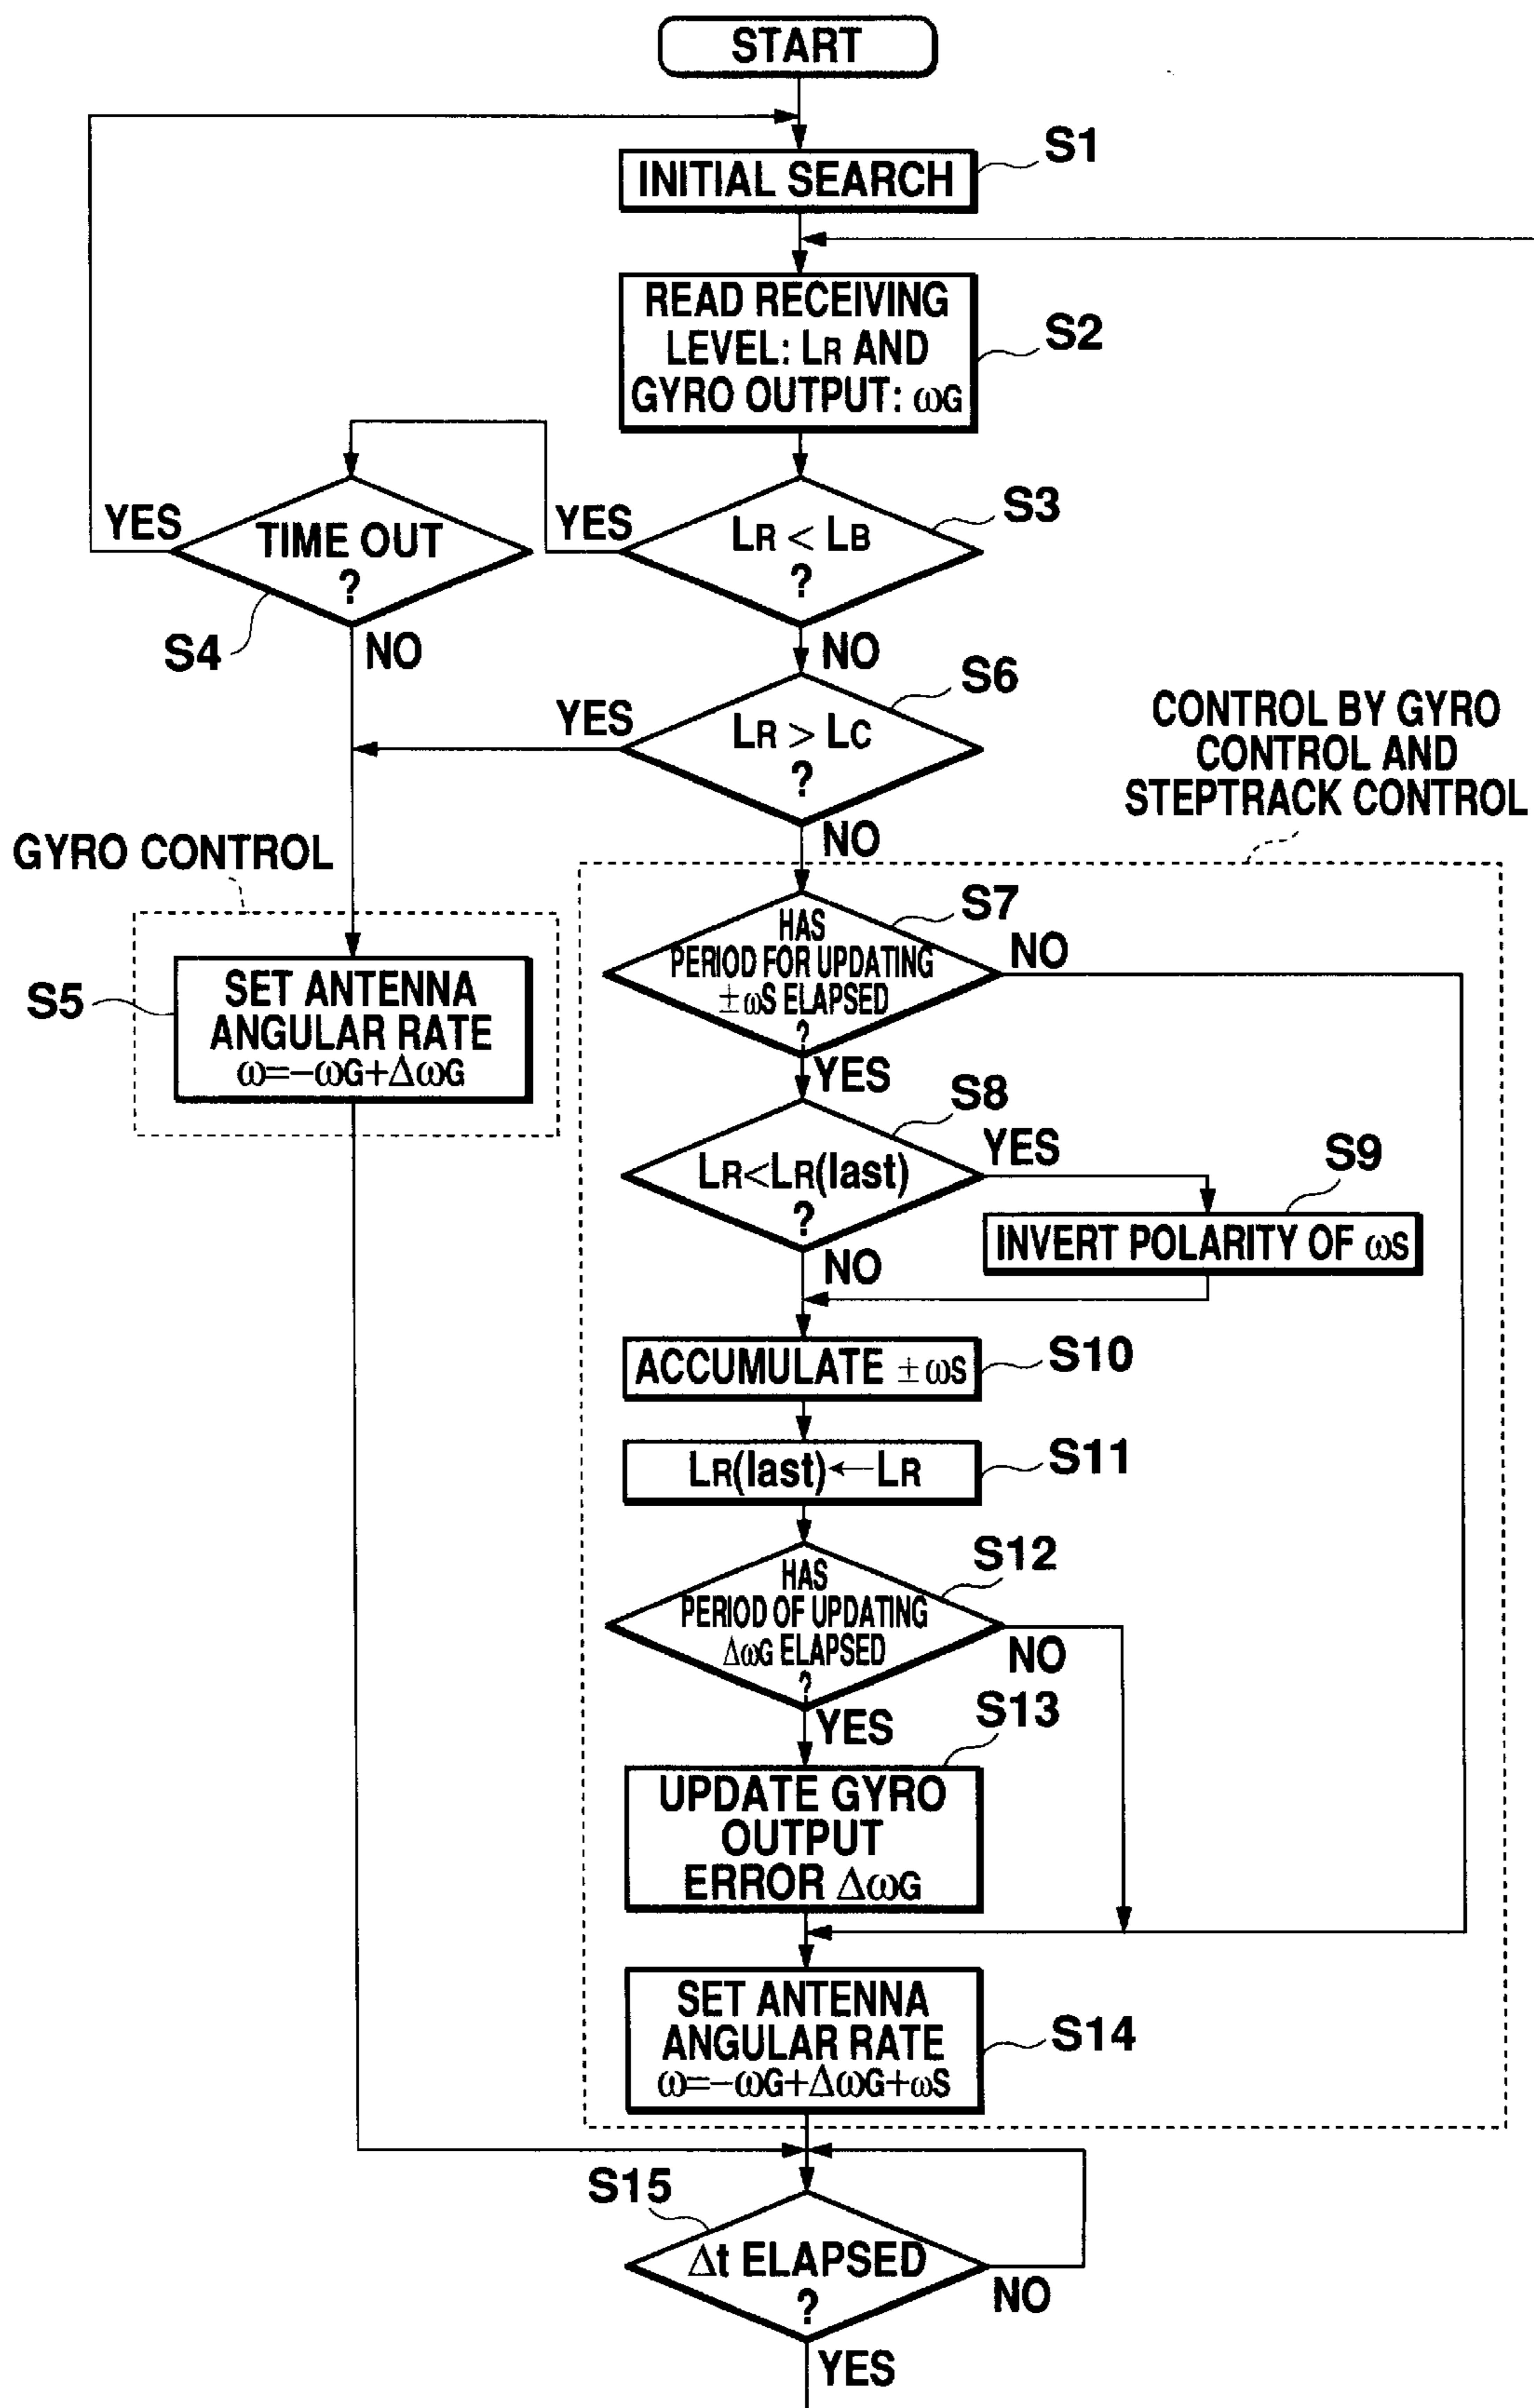 START
S1
INITIAL SEARCH
READ RECEIVING
LEVEL: LR AND
GYRO OUTPUT: ωG
S2
S3
YES
TIME OUT
?
YES
LR < LB
?
S4
NO
NO
S6
YES
LR > LC
?
CONTROL BY GYRO
CONTROL AND
STEPTRACK CONTROL
NO
GYRO CONTROL
S7
HAS
PERIOD FOR UPDATING
±ωS ELAPSED
?
NO
S5
SET ANTENNA
ANGULAR RATE
ω=−ωG+ΔωG
YES
S8
LR<LR(last)
?
YES
S9
INVERT POLARITY OF ωS
NO
ACCUMULATE ±ωS
S10
LR(last)←LR
S11
S12
HAS
PERIOD OF UPDATING
ΔωG ELAPSED
?
NO
YES
S13
UPDATE GYRO
OUTPUT
ERROR ΔωG
SET ANTENNA
ANGULAR RATE
ω=−ωG+ΔωG+ωS
S14
S15
Δt ELAPSED
?
NO
YES